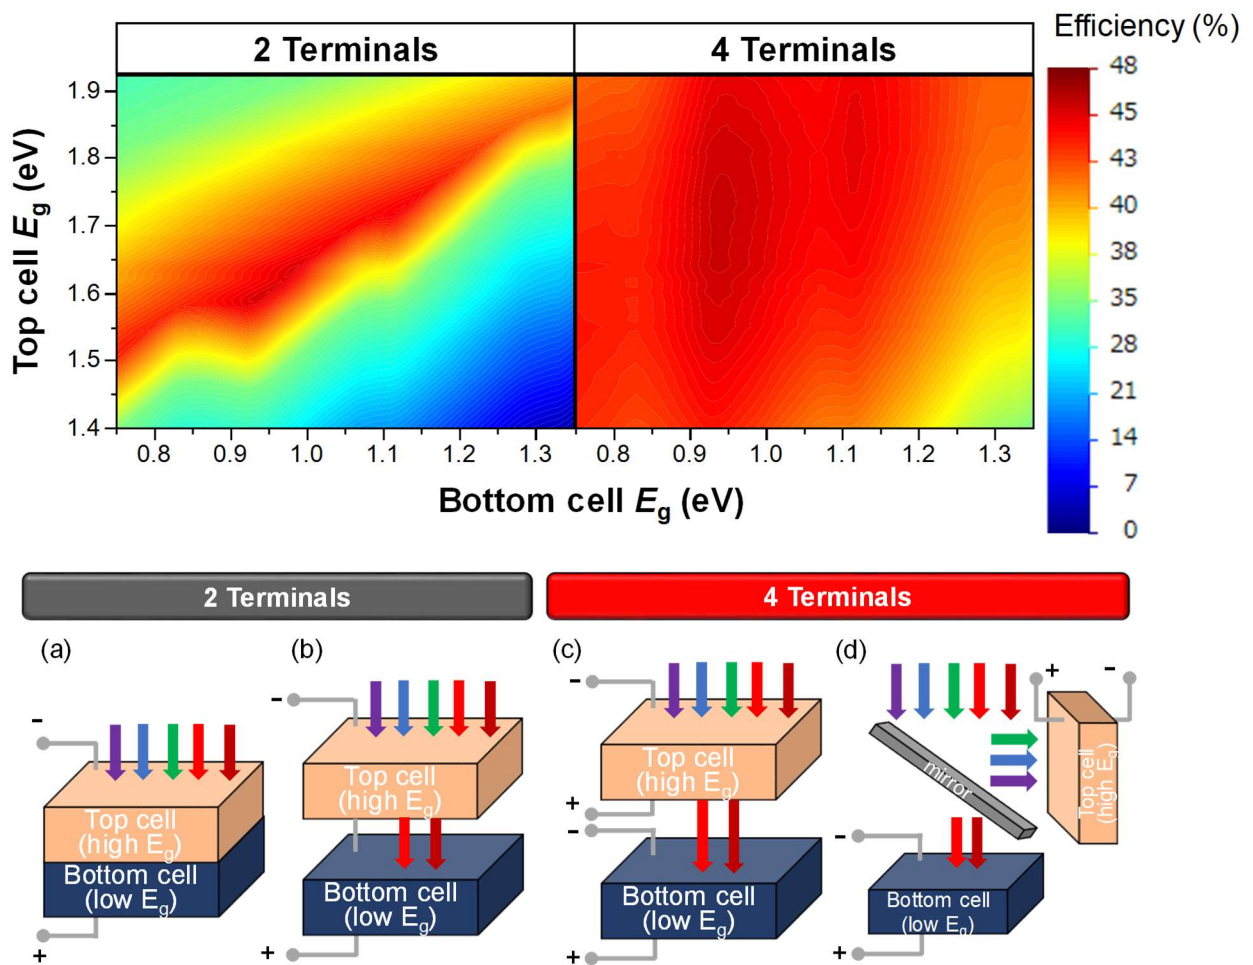 Efficiency (%)
2 Terminals
4 Terminals
Top cell Eg (eV)
1.9
1.8
1.7
1.6
1.5
1.4
0.8 0.9 1.0 1.1 1.2 1.3
0.8 0.9 1.0 1.1 1.2 1.3
Bottom cell Eg (eV)
48
45
43
40
38
35
28
21
14
7
0
2 Terminals
4 Terminals
(a)
-
Top cell
(high Eg)
Bottom cell
(low Eg)
+
(b)
-
Top cell
(high Eg)
Bottom cell
(low Eg)
+
(c)
-
Top cell
(high Eg)
+
-
Bottom cell
(low Eg)
+
(d)
+
-
mirror
Top cell
(high Eg)
-
Bottom cell
(low Eg)
+